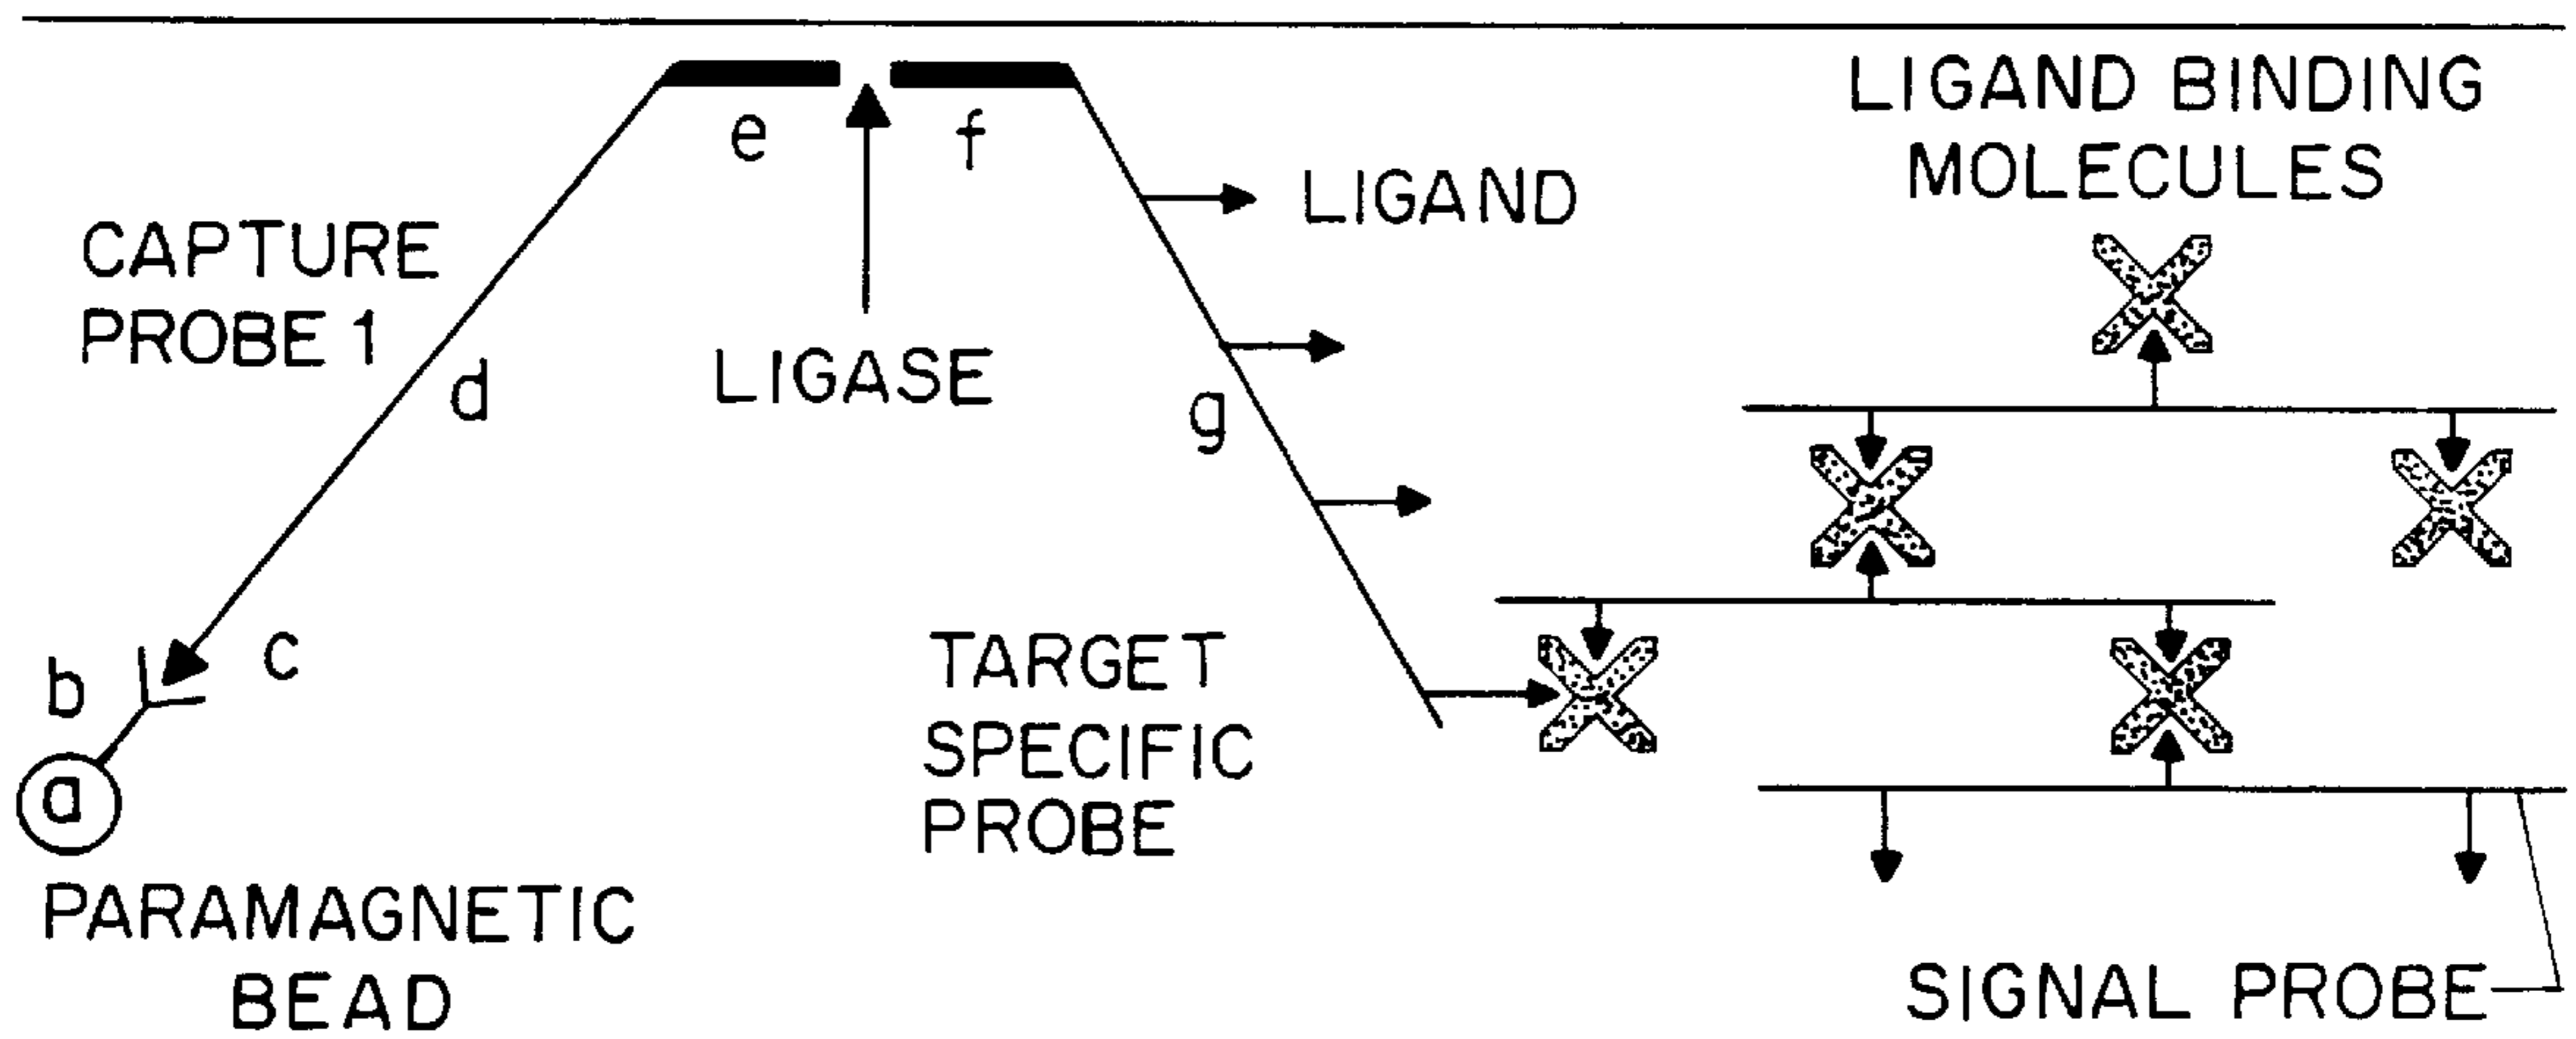 LIGAND BINDING
MOLECULES
e
f
LIGAND
CAPTURE
PROBE 1
d
LIGASE
g
b
c
a
TARGET
SPECIFIC
PROBE
PARAMAGNETIC
BEAD
SIGNAL PROBE